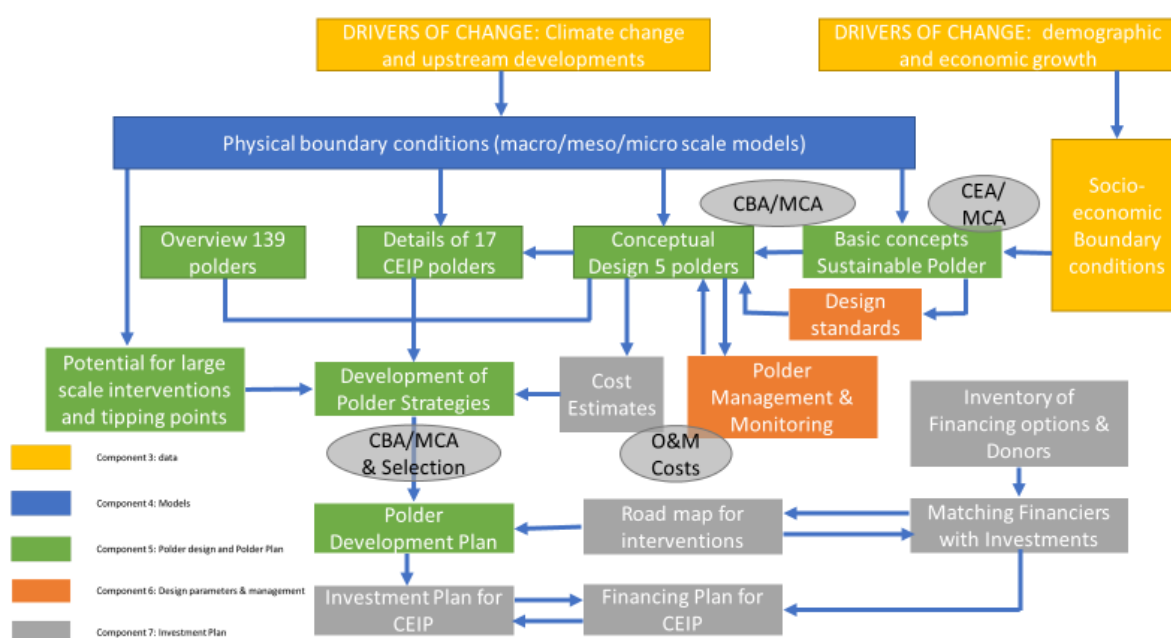 DRIVERS OF CHANGE: Climate change
and upstream developments
DRIVERS OF CHANGE: demographic
and economic growth
Physical boundary conditions (macro/meso/micro scale models)
CBA/MCA
CEA/
MCA
Socio-
economic
Boundary
conditions
Overview 139
polders
Details of 17
CEIP polders
Conceptual
Design 5 polders
Basic concepts
Sustainable Polder
Design
standards
Potential for large
scale interventions
and tipping points
Development of
Polder Strategies
Cost
Estimates
Polder
Management &
Monitoring
Inventory of
Financing options &
Donors
CBA/MCA
& Selection
O&M
Costs
Component 3: data
Component 4: Models
Component 5: Polder design and Polder Plan
Component 6: Design parameters & management
Component 7: Investment Plan
Polder
Development Plan
Road map for
interventions
Matching Financiers
with Investments
Investment Plan for
CEIP
Financing Plan for
CEIP